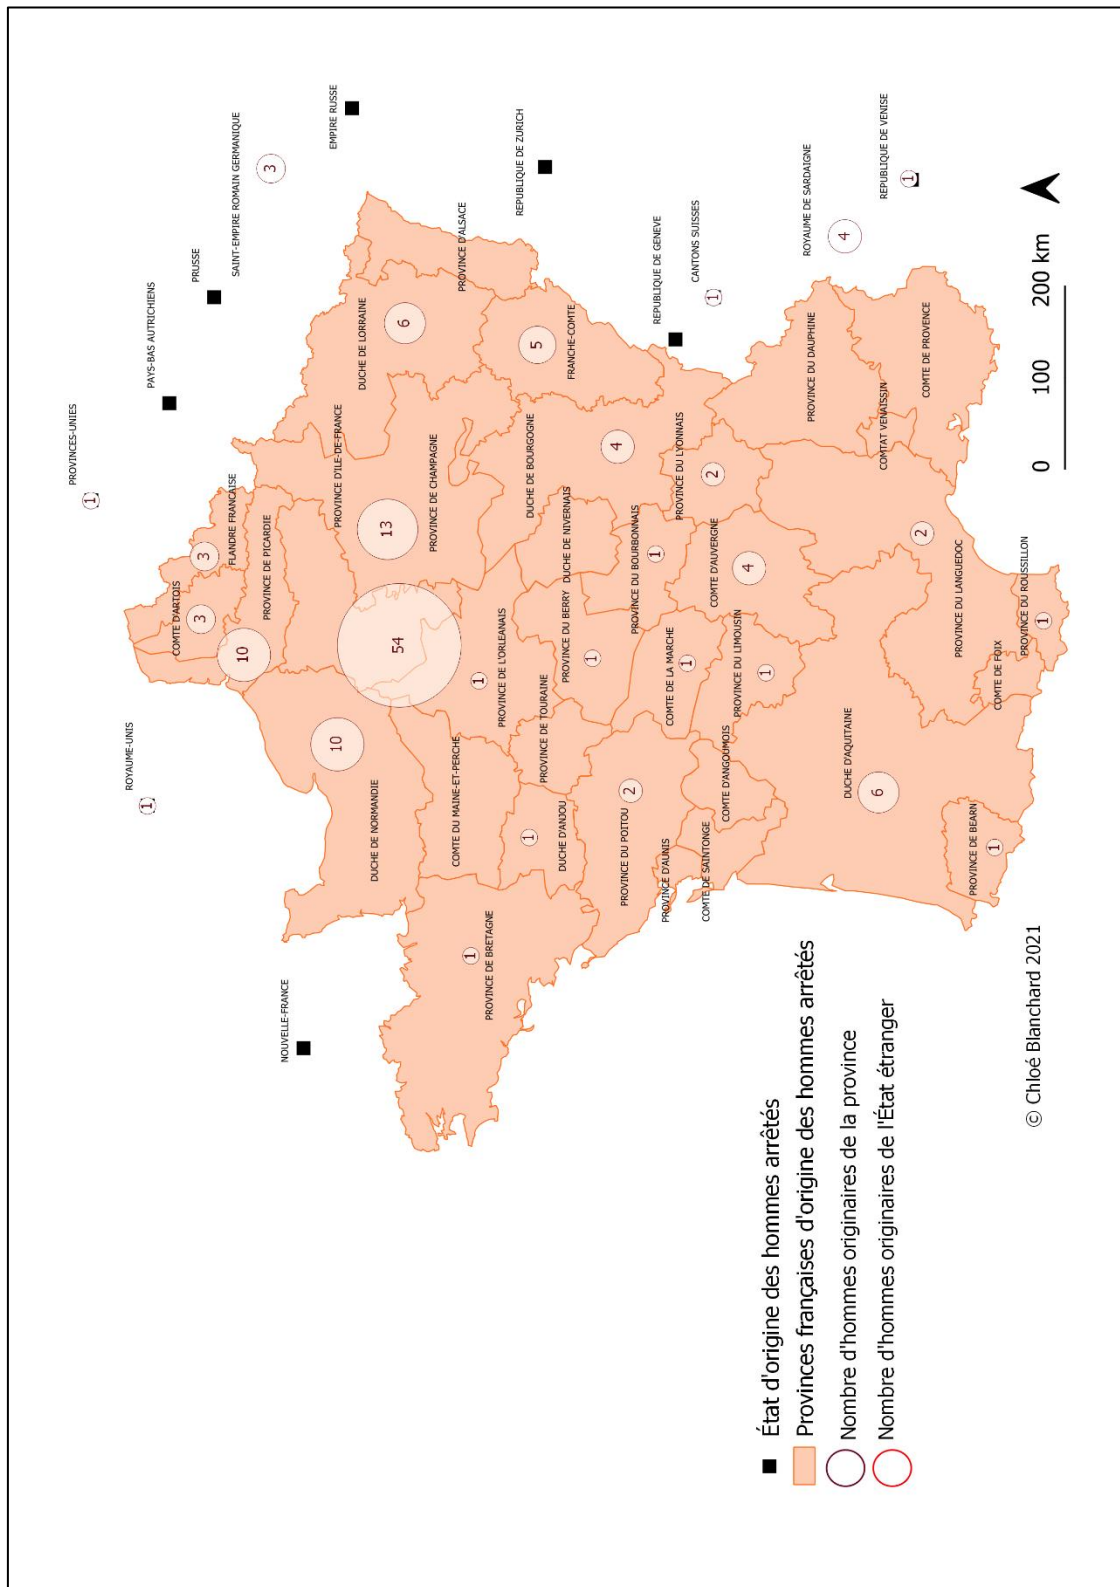 PROVINCES-UNIES
1
ROYAUME-UNIS
1
PAYS-BAS AUTRICHIENS
PRUSSE
SAINT-EMPIRE ROMAIN GERMANIQUE
3
EMPIRE RUSSE
NOUVELLE-FRANCE
COMTE D'ARTOIS
3
FLANDRE FRANÇAISE
3
PROVINCE DE PICARDIE
10
DUCHE DE NORMANDIE
10
PROVINCE D'ILE-DE-FRANCE
54
PROVINCE DE CHAMPAGNE
13
DUCHE DE LORRAINE
6
PROVINCE D'ALSACE
REPUBLIQUE DE ZURICH
PROVINCE DE BRETAGNE
1
COMTE DU MAINE-ET-PERCHE
PROVINCE DE L'ORLEANAIS
1
DUCHE D'ANJOU
1
PROVINCE DE TOURAINE
PROVINCE DU BERRY
1
DUCHE DE NIVERNAIS
DUCHE DE BOURGOGNE
4
FRANCHE-COMTE
5
REPUBLIQUE DE GENEVE
CANTONS SUISSES
1
PROVINCE DU POITOU
2
PROVINCE D'AUNIS
COMTE DE SAINTONGE
COMTE D'ANGOUMOIS
COMTE DE LA MARCHE
1
PROVINCE DU BOURBONNAIS
1
PROVINCE DU LIMOUSIN
1
COMTE D'AUVERGNE
4
PROVINCE DU LYONNAIS
2
PROVINCE DU DAUPHINE
ROYAUME DE SARDAIGNE
4
REPUBLIQUE DE VENISE
1
DUCHE D'AQUITAINE
6
COMTAT VENAISSIN
COMTE DE PROVENCE
PROVINCE DU LANGUEDOC
2
PROVINCE DE BEARN
1
COMTE DE FOIX
PROVINCE DU ROUSSILLON
1
État d'origine des hommes arrêtés
Provinces françaises d'origine des hommes arrêtés
Nombre d'hommes originaires de la province
Nombre d'hommes originaires de l'État étranger
© Chloé Blanchard 2021
0 100 200 km